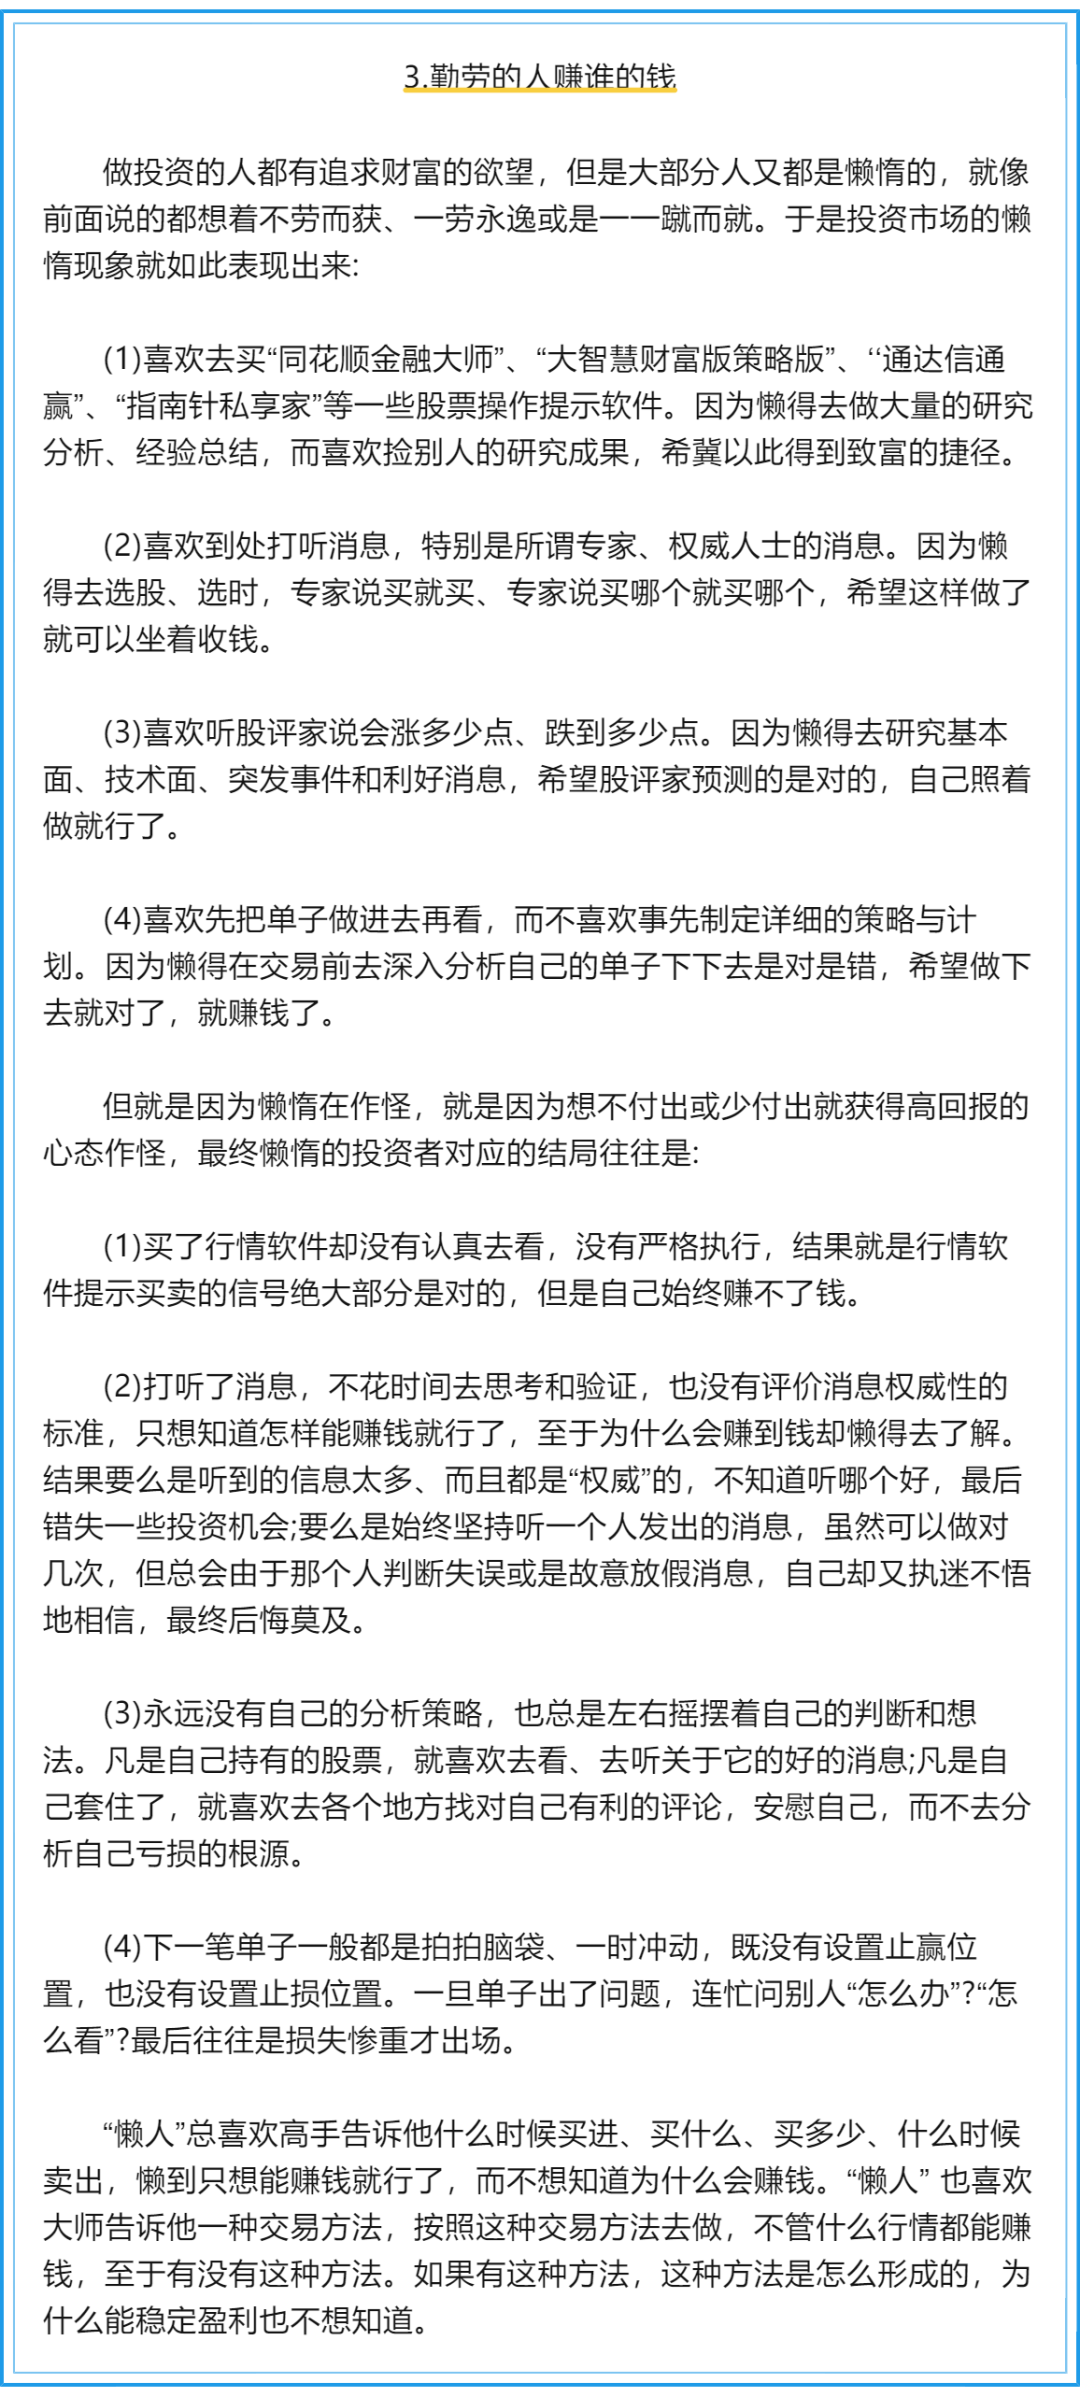 3.勤劳的人赚谁的钱
做投资的人都有追求财富的欲望，但是大部分人又都是懒惰的，就像
前面说的都想着不劳而获、一劳永逸或是一一蹴而就。于是投资市场的懒
惰现象就如此表现出来:
(1)喜欢去买“同花顺金融大师”、“大智慧财富版策略版”、‘‘通达信通
赢”、“指南针私享家”等一些股票操作提示软件。因为懒得去做大量的研究
分析、经验总结，而喜欢捡别人的研究成果，希冀以此得到致富的捷径。
(2)喜欢到处打听消息，特别是所谓专家、权威人士的消息。因为懒
得去选股、选时，专家说买就买、专家说买哪个就买哪个，希望这样做了
就可以坐着收钱。
(3)喜欢听股评家说会涨多少点、跌到多少点。因为懒得去研究基本
面、技术面、突发事件和利好消息，希望股评家预测的是对的，自己照着
做就行了。
(4)喜欢先把单子做进去再看，而不喜欢事先制定详细的策略与计
划。因为懒得在交易前去深入分析自己的单子下下去是对是错，希望做下
去就对了，就赚钱了。
但就是因为懒惰在作怪，就是因为想不付出或少付出就获得高回报的
心态作怪，最终懒惰的投资者对应的结局往往是:
(1)买了行情软件却没有认真去看，没有严格执行，结果就是行情软
件提示买卖的信号绝大部分是对的，但是自己始终赚不了钱。
(2)打听了消息，不花时间去思考和验证，也没有评价消息权威性的
标准，只想知道怎样能赚钱就行了，至于为什么会赚到钱却懒得去了解。
结果要么是听到的信息太多、而且都是“权威”的，不知道听哪个好，最后
错失一些投资机会;要么是始终坚持听一个人发出的消息，虽然可以做对
几次，但总会由于那个人判断失误或是故意放假消息，自己却又执迷不悟
地相信，最终后悔莫及。
(3)永远没有自己的分析策略，也总是左右摇摆着自己的判断和想
法。凡是自己持有的股票，就喜欢去看、去听关于它的好的消息;凡是自
己套住了，就喜欢去各个地方找对自己有利的评论，安慰自己，而不去分
析自己亏损的根源。
(4)下一笔单子一般都是拍拍脑袋、一时冲动，既没有设置止赢位
置，也没有设置止损位置。一旦单子出了问题，连忙问别人“怎么办”?“怎
么看”?最后往往是损失惨重才出场。
“懒人”总喜欢高手告诉他什么时候买进、买什么、买多少、什么时候
卖出，懒到只想能赚钱就行了，而不想知道为什么会赚钱。“懒人” 也喜欢
大师告诉他一种交易方法，按照这种交易方法去做，不管什么行情都能赚
钱，至于有没有这种方法。如果有这种方法，这种方法是怎么形成的，为
什么能稳定盈利也不想知道。